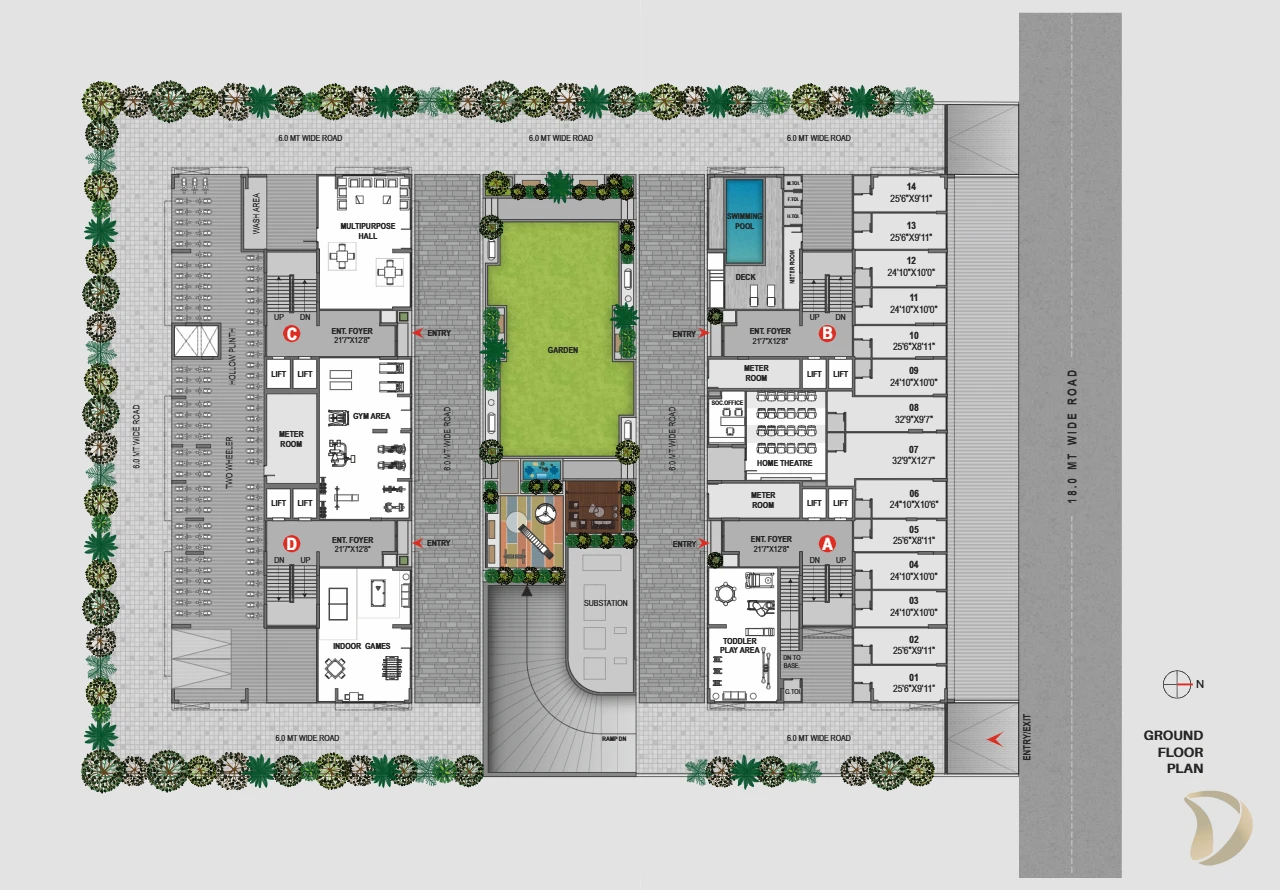 6.0 MT WIDE ROAD
6.0 MT WIDE ROAD
6.0 MT WIDE ROAD
WASH AREA
MULTIPURPOSE
HALL
SWIMMING
POOL
M.TOI.
F.TOI.
H.TOI.
METER ROOM
DECK
14
25'6"X9'11"
13
25'6"X9'11"
12
24'10"X10'0"
11
24'10"X10'0"
10
25'6"X8'11"
09
24'10"X10'0"
08
32'9"X9'7"
07
32'9"X12'7"
06
24'10"X10'6"
05
25'6"X8'11"
04
24'10"X10'0"
03
24'10"X10'0"
02
25'6"X9'11"
01
25'6"X9'11"
UP DN
C
ENT. FOYER
21'7"X12'8"
ENTRY
GARDEN
ENTRY
ENT. FOYER
21'7"X12'8"
UP DN
B
HOLLOW PLINTH
LIFT LIFT
METER
ROOM
LIFT LIFT
GYM AREA
METER
ROOM
SOC.OFFICE
HOME THEATRE
6.0 MT WIDE ROAD
TWO WHEELER
6.0 MT WIDE ROAD
6.0 MT WIDE ROAD
18.0 MT WIDE ROAD
LIFT LIFT
METER
ROOM
LIFT LIFT
D
DN UP
ENT. FOYER
21'7"X12'8"
ENTRY
ENTRY
ENT. FOYER
21'7"X12'8"
A
DN UP
SUBSTATION
INDOOR GAMES
TODDLER
PLAY AREA
DN TO
BASE.
G.TOI.
RAMP DN
6.0 MT WIDE ROAD
6.0 MT WIDE ROAD
ENTRY/EXIT
N
GROUND
FLOOR
PLAN